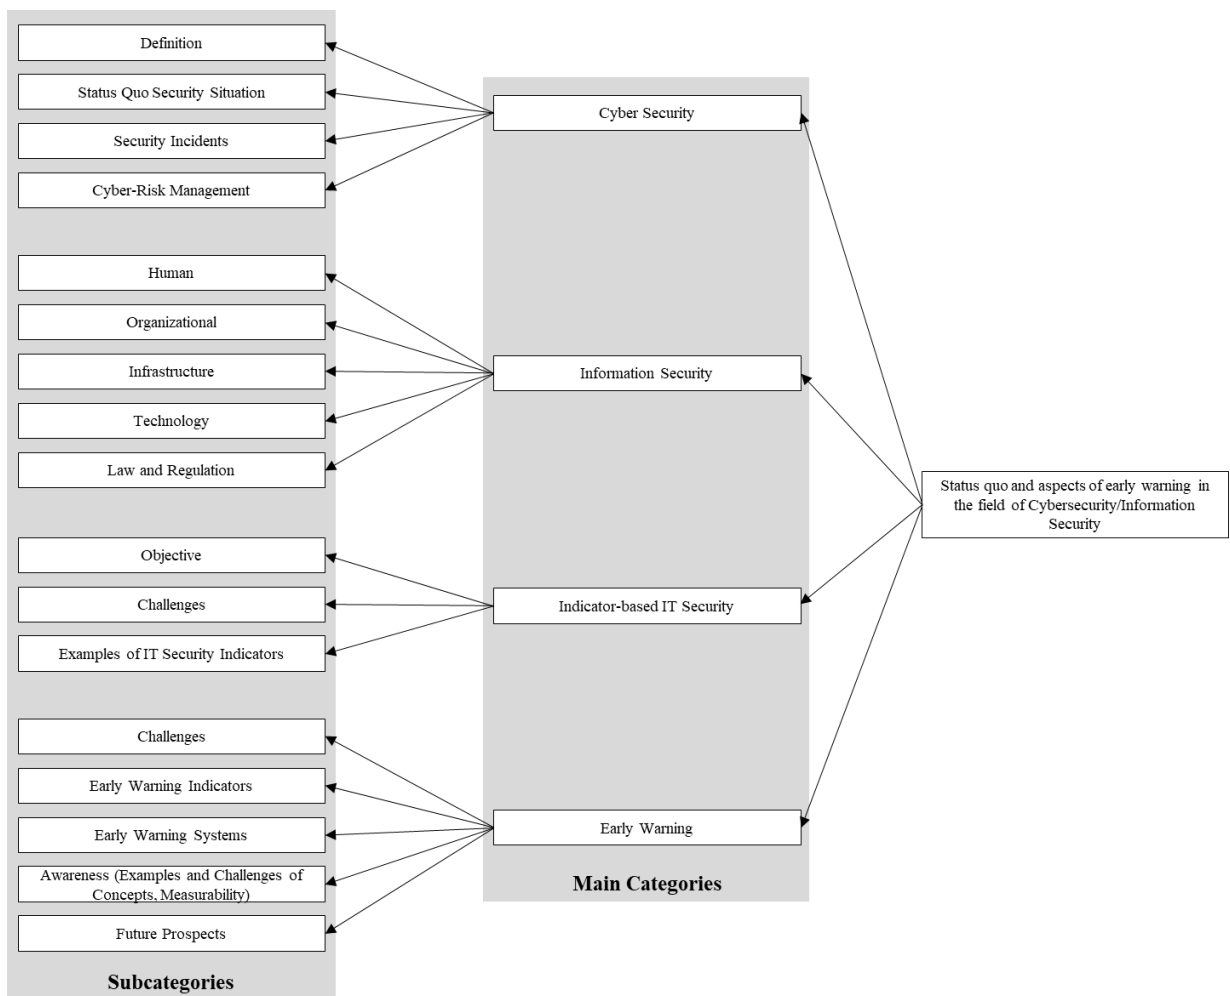 Definition
Status Quo Security Situation
Security Incidents
Cyber-Risk Management
Human
Organizational
Infrastructure
Technology
Law and Regulation
Objective
Challenges
Examples of IT Security Indicators
Challenges
Early Warning Indicators
Early Warning Systems
Awareness (Examples and Challenges of
Concepts, Measurability)
Future Prospects
Subcategories
Cyber Security
Information Security
Indicator-based IT Security
Early Warning
Main Categories
Status quo and aspects of early warning in
the field of Cybersecurity/Information
Security